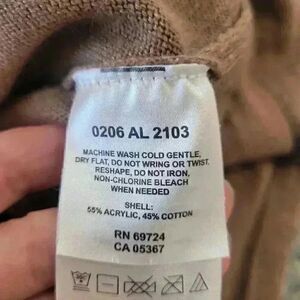 0206 AL 2103
MACHINE WASH COLD GENTLE,
DRY FLAT, DO NOT WRING OR TWIST.
RESHAPE, DO NOT IRON,
NON-CHLORINE BLEACH
WHEN NEEDED
SHELL:
55% ACRYLIC, 45% COTTON
RN 69724
CA 05367